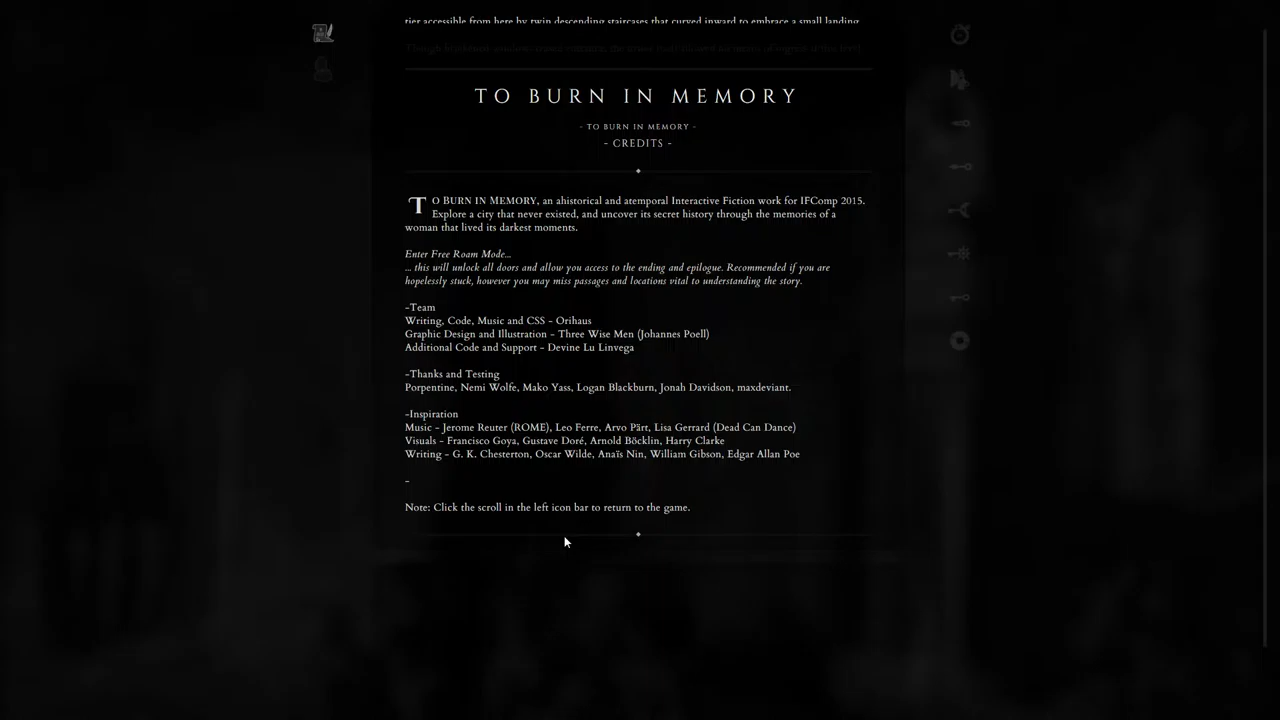 tier accessible from here by twin descending staircases that curved inward to embrace a small landing
TO BURN IN MEMORY
- TO BURN IN MEMORY -
- CREDITS -
TO BURN IN MEMORY, an ahistorical and atemporal Interactive Fiction work for IFComp 2015.
Explore a city that never existed, and uncover its secret history through the memories of a
woman that lived its darkest moments.
Enter Free Roam Mode...
... this will unlock all doors and allow you access to the ending and epilogue. Recommended if you are
hopelessly stuck, however you may miss passages and locations vital to understanding the story.
-Team
Writing, Code, Music and CSS - Orihaus
Graphic Design and Illustration - Three Wise Men (Johannes Poell)
Additional Code and Support - Devine Lu Linvega
-Thanks and Testing
Porpentine, Nemi Wolfe, Mako Yass, Logan Blackburn, Jonah Davidson, maxdeviant.
-Inspiration
Music - Jerome Reuter (ROME), Leo Ferre, Arvo Pärt, Lisa Gerrard (Dead Can Dance)
Visuals - Francisco Goya, Gustave Doré, Arnold Böcklin, Harry Clarke
Writing - G. K. Chesterton, Oscar Wilde, Anaïs Nin, William Gibson, Edgar Allan Poe
-
Note: Click the scroll in the left icon bar to return to the game.